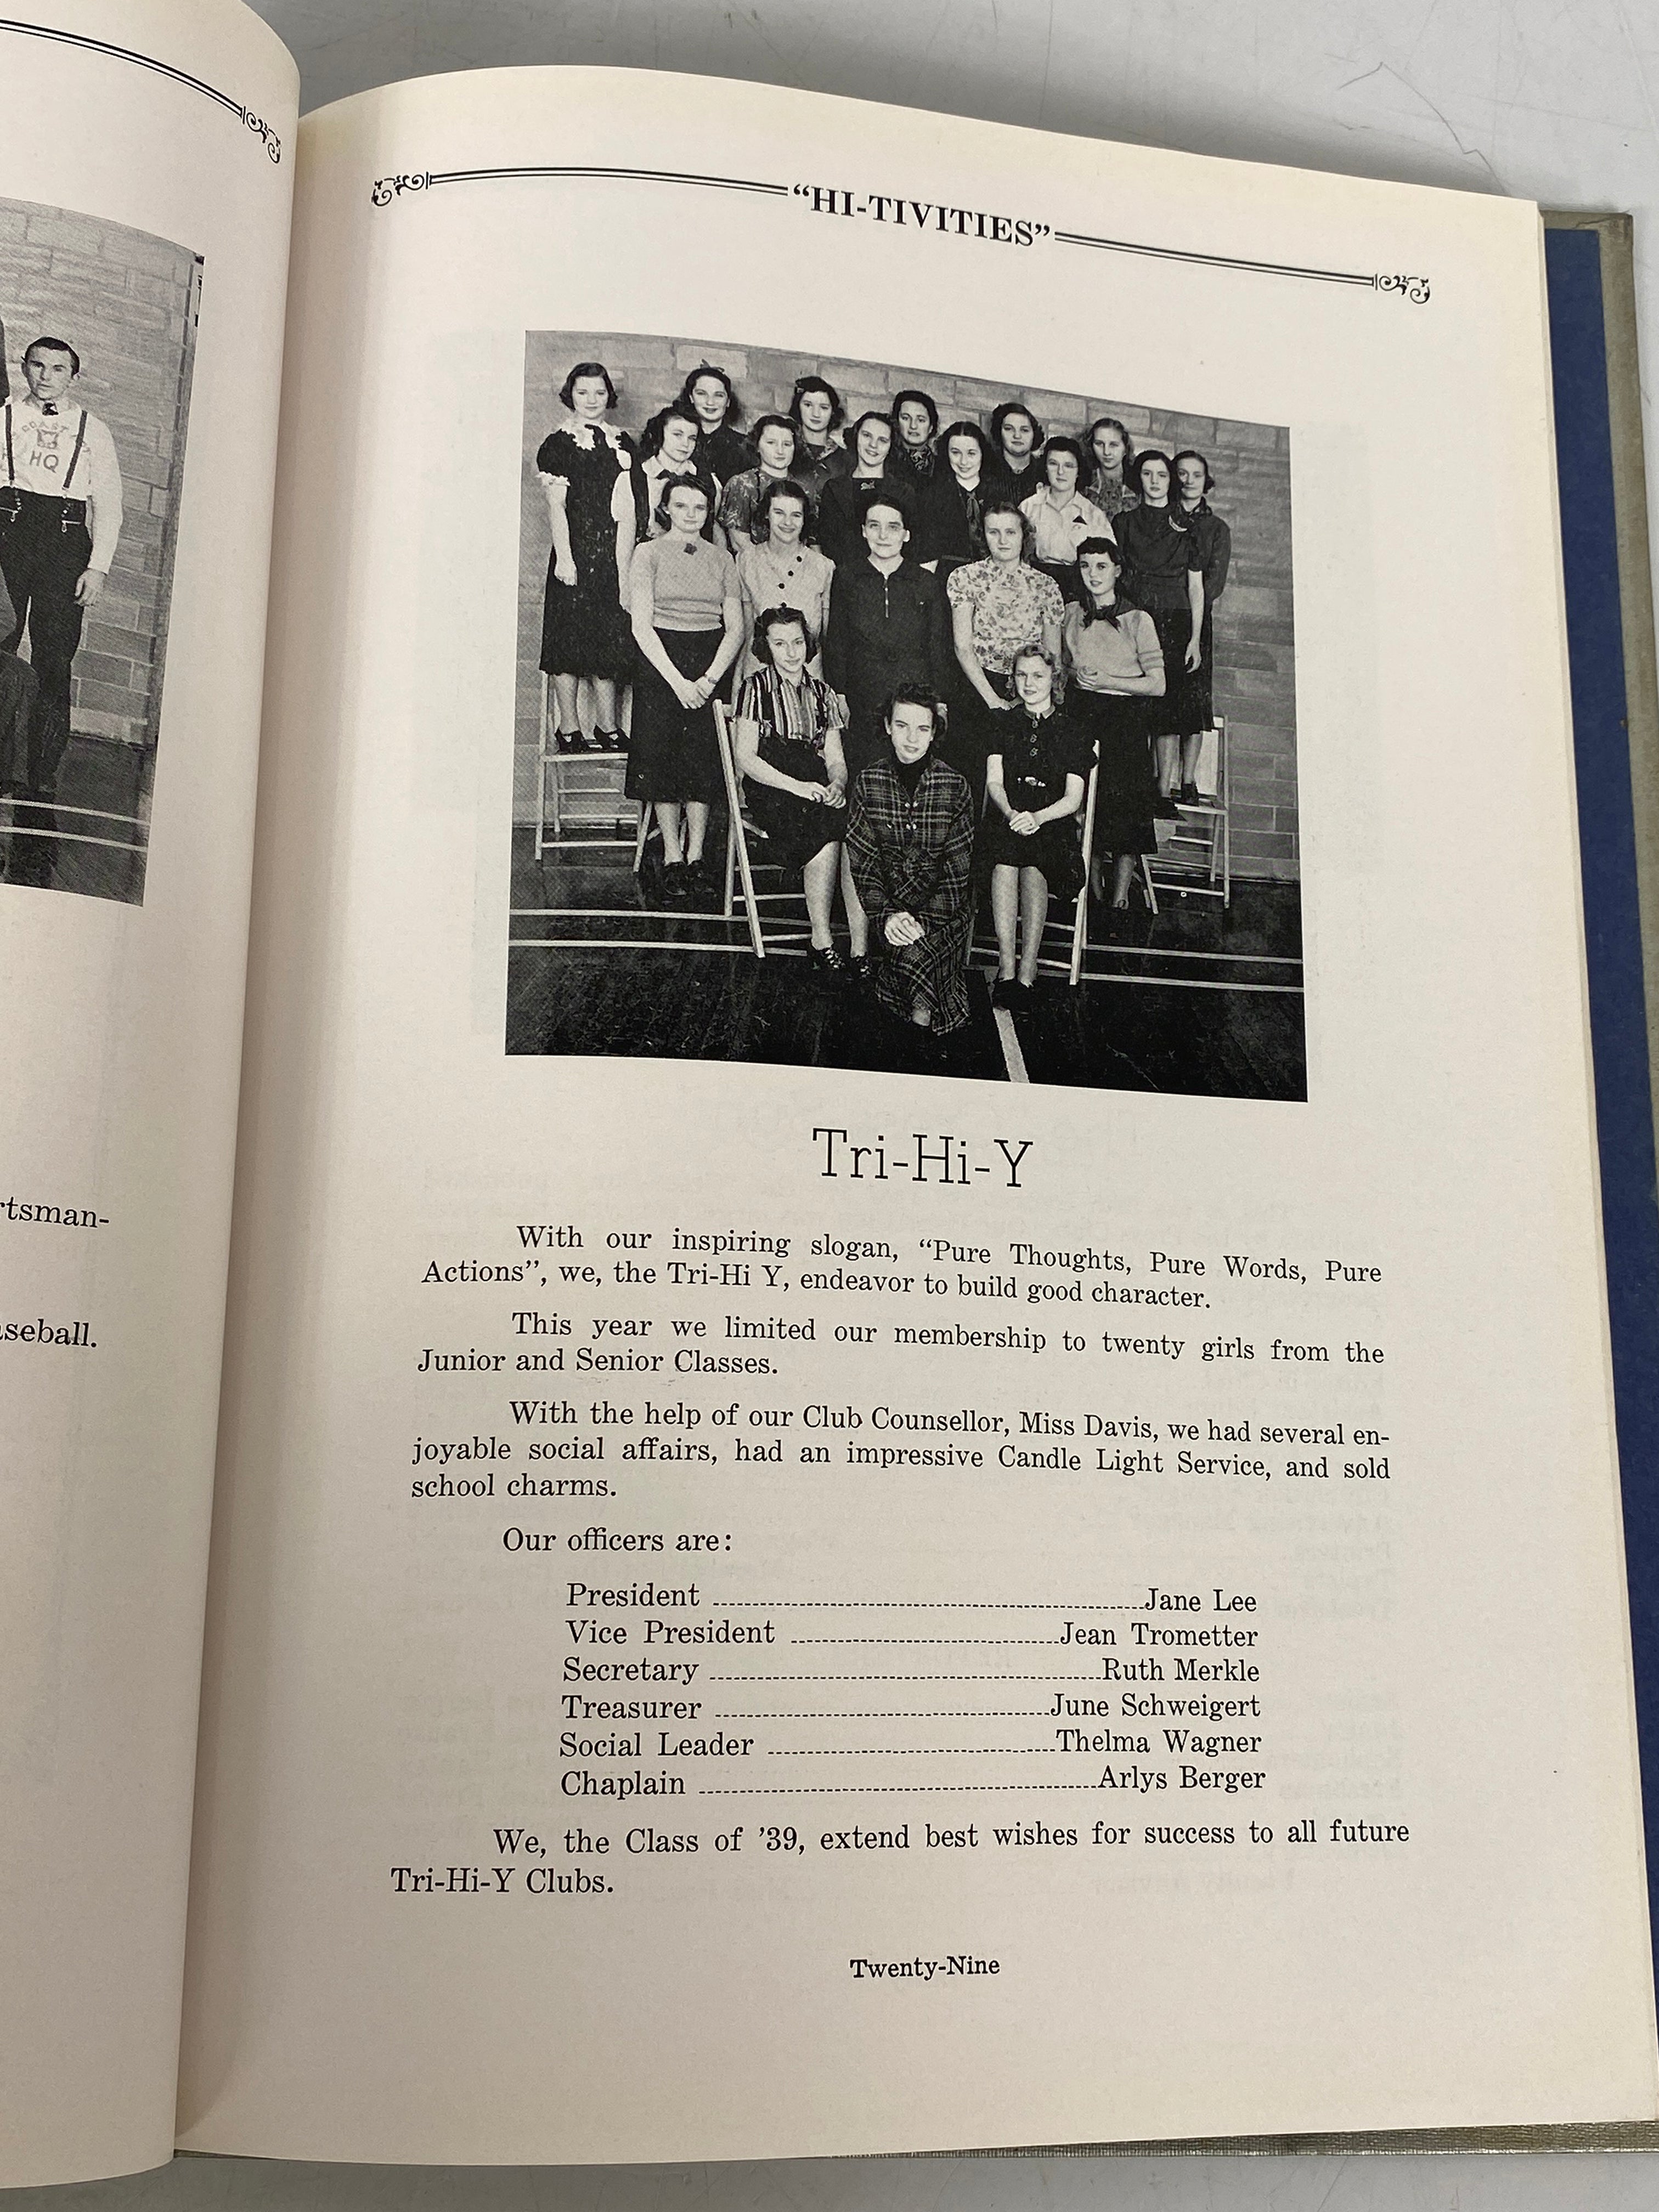 COAST
HQ
rtsman-
aseball.
"HI-TIVITIES"
Tri-Hi-Y
With our inspiring slogan, "Pure Thoughts, Pure Words, Pure
Actions", we, the Tri-Hi Y, endeavor to build good character.
This year we limited our membership to twenty girls from the
Junior and Senior Classes.
With the help of our Club Counsellor, Miss Davis, we had several en-
joyable social affairs, had an impressive Candle Light Service, and sold
school charms.
Our officers are:
President Jane Lee
Vice President Jean Trometter
Secretary Ruth Merkle
Treasurer June Schweigert
Social Leader Thelma Wagner
Chaplain Arlys Berger
We, the Class of '39, extend best wishes for success to all future
Tri-Hi-Y Clubs.
Twenty-Nine